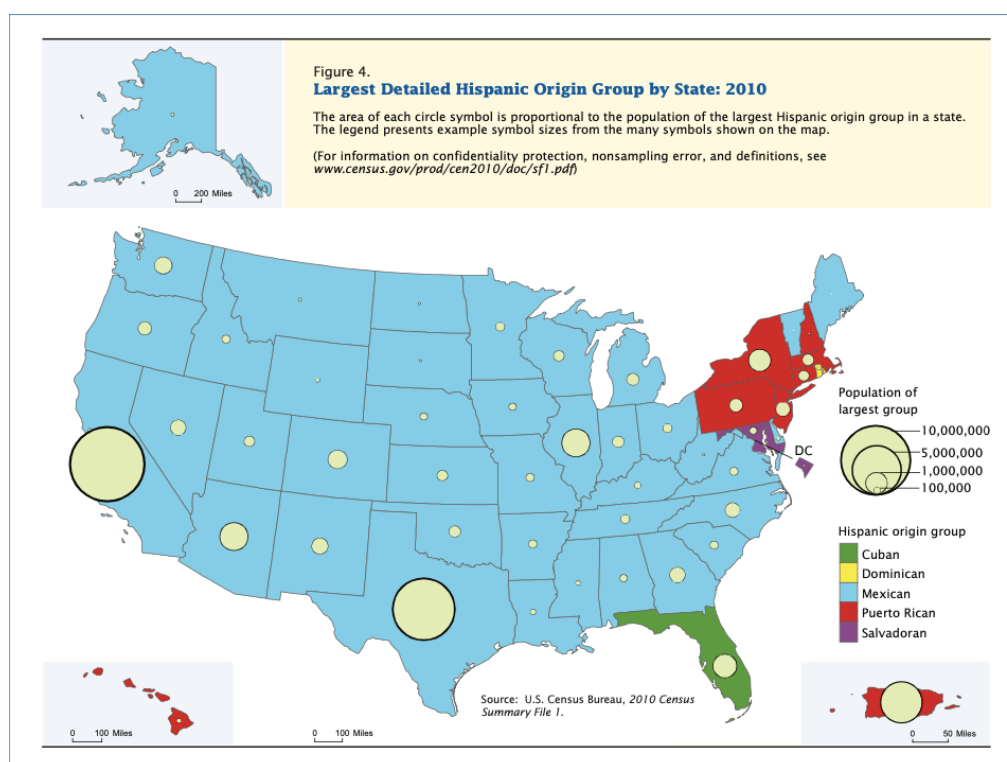 Figure 4.
Largest Detailed Hispanic Origin Group by State: 2010
The area of each circle symbol is proportional to the population of the largest Hispanic origin group in a state.
The legend presents example symbol sizes from the many symbols shown on the map.
(For information on confidentiality protection, nonsampling error, and definitions, see
www.census.gov/prod/cen2010/doc/sf1.pdf)
0 200 Miles
DC
Population of
largest group
10,000,000
5,000,000
1,000,000
100,000
Hispanic origin group
Cuban
Dominican
Mexican
Puerto Rican
Salvadoran
Source: U.S. Census Bureau, 2010 Census
Summary File 1.
0 100 Miles
0 100 Miles
0 50 Miles